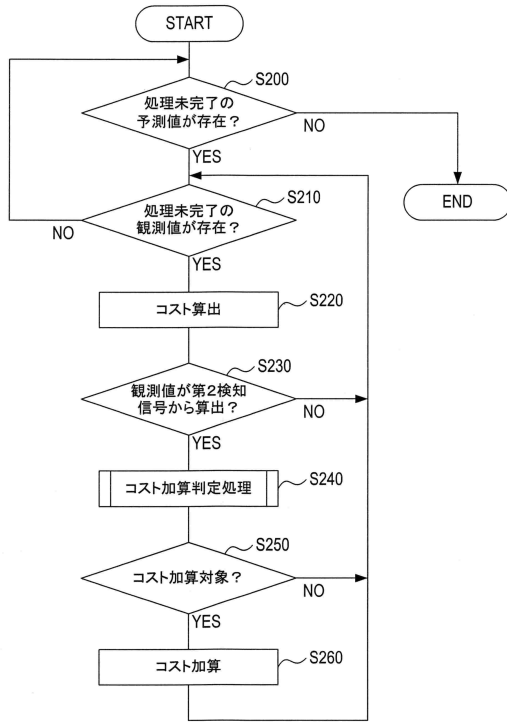 START
S200
処理未完了の
予測値が存在？
NO
YES
S210
処理未完了の
観測値が存在？
NO
END
YES
コスト算出
S220
S230
観測値が第2検知
信号から算出？
NO
YES
コスト加算判定処理
S240
S250
コスト加算対象？
NO
YES
コスト加算
S260